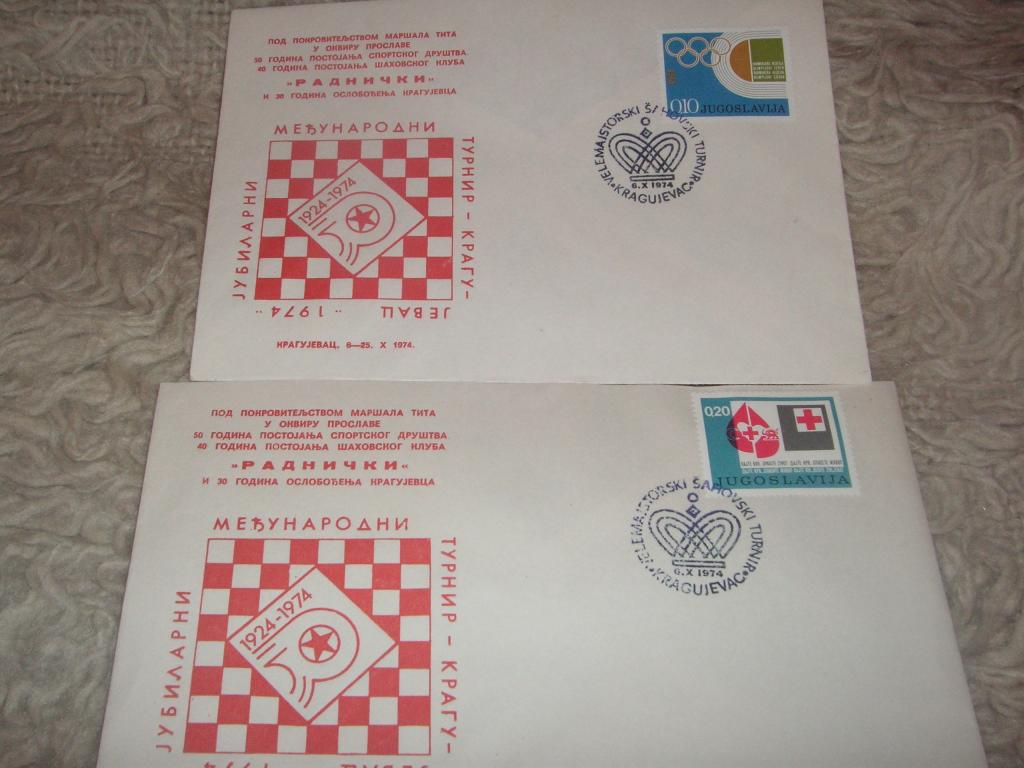 ПОД ПОКРОВИТЕЉСТВОМ МАРШАЛА ТИТА
У ОКВИРУ ПРОСЛАВЕ
50 ГОДИНА ПОСТОЈАЊА СПОРТСКОГ ДРУШТВА
40 ГОДИНА ПОСТОЈАЊА ШАХОВСКОГ КЛУБА
„РАДНИЧКИ“
И 30 ГОДИНА ОСЛОБОЂЕЊА КРАГУЈЕВЦА
ЈУБИЛАРНИ
МЕЂУНАРОДНИ
ТУРНИР - КРАГУ-
ЈЕВАЦ „1974“
1924-1974
50
КРАГУЈЕВАЦ, 6—25. X 1974.
0,10 JUGOSLAVIJA
VELEMAJSTORSKI ŠAHOVSKI TURNIR
6.X 1974
KRAGUJEVAC
ПОД ПОКРОВИТЕЉСТВОМ МАРШАЛА ТИТА
У ОКВИРУ ПРОСЛАВЕ
50 ГОДИНА ПОСТОЈАЊА СПОРТСКОГ ДРУШТВА
40 ГОДИНА ПОСТОЈАЊА ШАХОВСКОГ КЛУБА
„РАДНИЧКИ“
И 30 ГОДИНА ОСЛОБОЂЕЊА КРАГУЈЕВЦА
ЈУБИЛАРНИ
МЕЂУНАРОДНИ
ТУРНИР - КРАГУ-
ЈЕВАЦ 1974
1924-1974
50
0,20
JUGOSLAVIJA
VELEMAJSTORSKI ŠAHOVSKI TURNIR
6.X 1974
KRAGUJEVAC